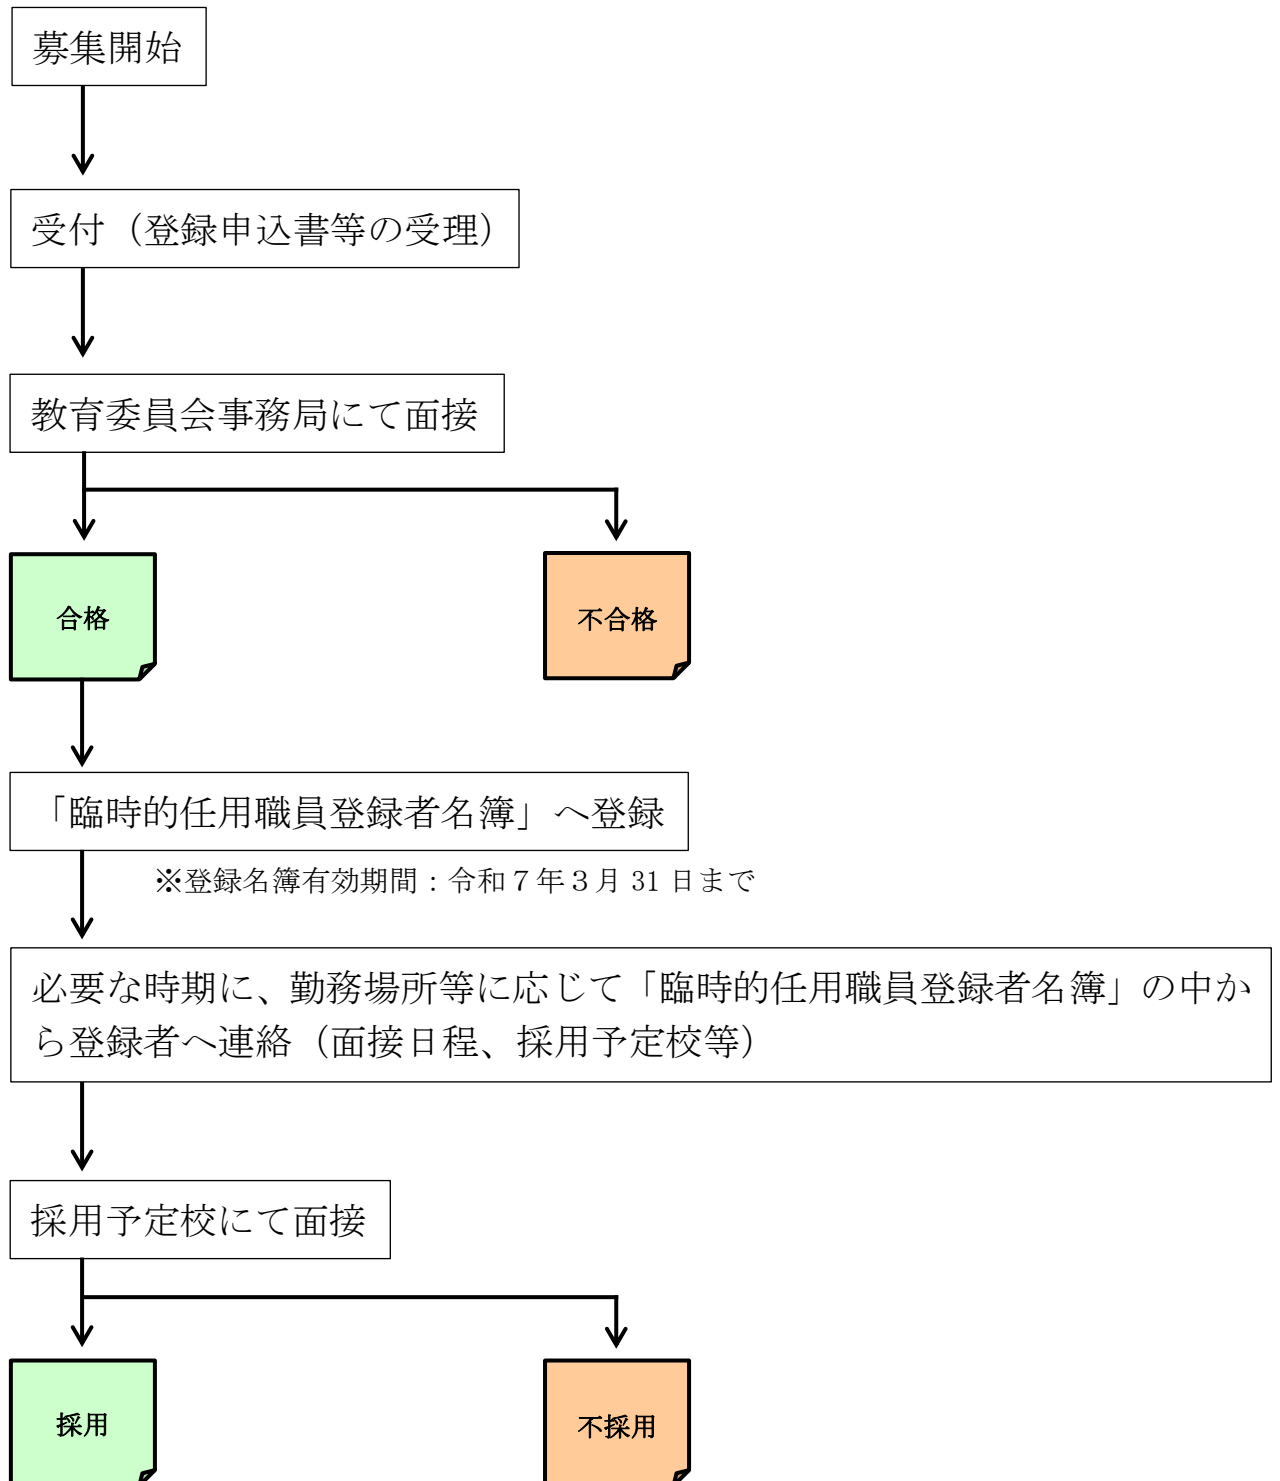 募集開始
受付（登録申込書等の受理）
教育委員会事務局にて面接
合格
不合格
「臨時的任用職員登録者名簿」へ登録
※登録名簿有効期間：令和７年３月 31 日まで
必要な時期に、勤務場所等に応じて「臨時的任用職員登録者名簿」の中か
ら登録者へ連絡（面接日程、採用予定校等）
採用予定校にて面接
採用
不採用